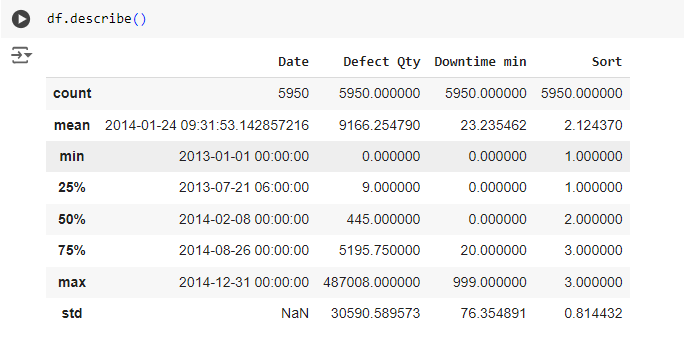 df.describe()
Date Defect Qty Downtime min Sort
count 5950 5950.000000 5950.000000 5950.000000
mean 2014-01-24 09:31:53.142857216 9166.254790 23.235462 2.124370
min 2013-01-01 00:00:00 0.000000 0.000000 1.000000
25% 2013-07-21 06:00:00 9.000000 0.000000 1.000000
50% 2014-02-08 00:00:00 445.000000 0.000000 2.000000
75% 2014-08-26 00:00:00 5195.750000 20.000000 3.000000
max 2014-12-31 00:00:00 487008.000000 999.000000 3.000000
std NaN 30590.589573 76.354891 0.814432